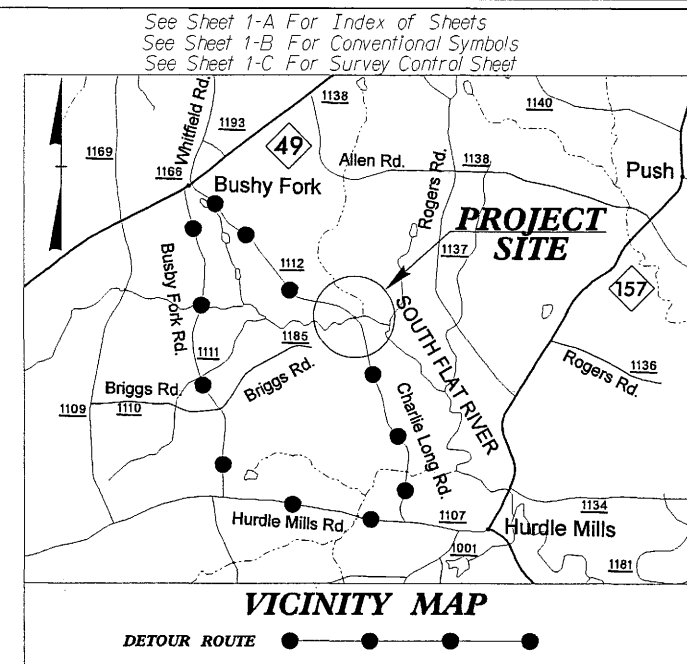 See Sheet 1-A For Index of Sheets
See Sheet 1-B For Conventional Symbols
See Sheet 1-C For Survey Control Sheet
1138
1140
Whitfield Rd.
1193
49
1169
1166
Allen Rd.
1138
Rogers Rd.
Push
Bushy Fork
PROJECT
SITE
1137
1112
157
Busby Fork Rd.
SOUTH FLAT RIVER
1185
1111
Briggs Rd.
Briggs Rd.
Rogers Rd.
1136
1109
1110
Charlie Long Rd.
1134
Hurdle Mills Rd.
1107
Hurdle Mills
1001
1181
VICINITY MAP
DETOUR ROUTE